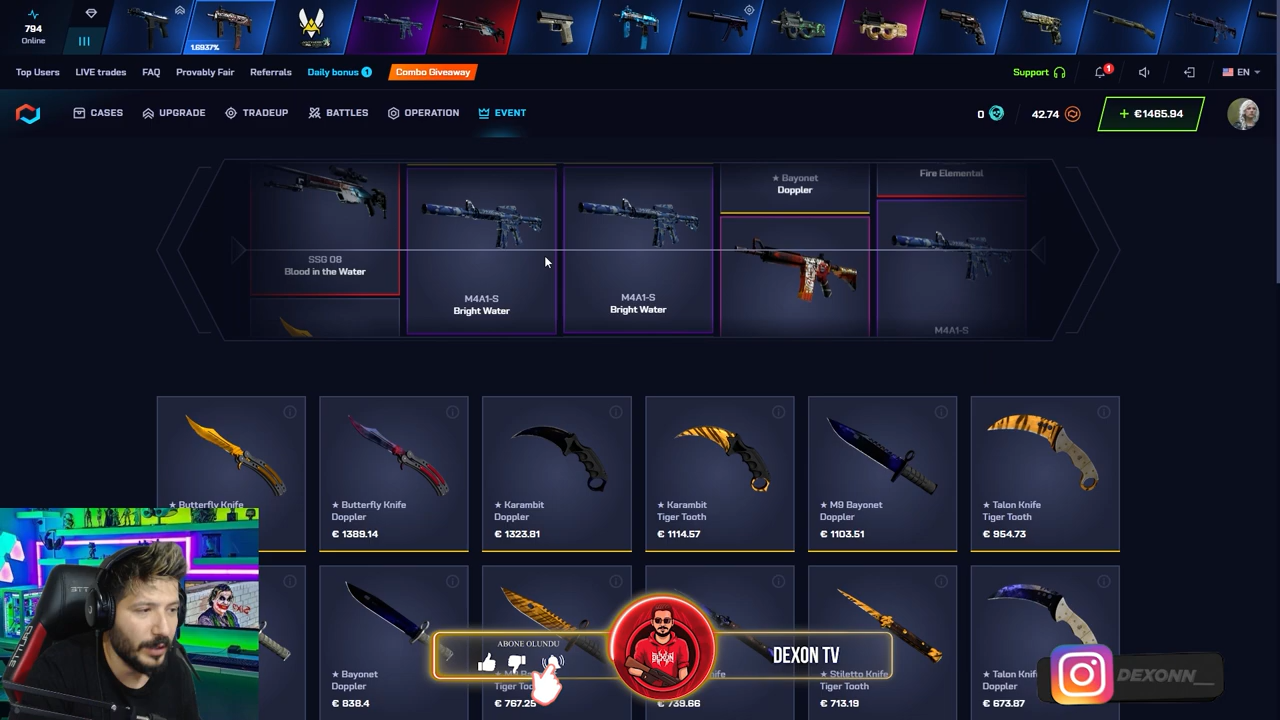 794
Online
1.6937%
Top Users
LIVE trades
FAQ
Provably Fair
Referrals
Daily bonus 1
Combo Giveaway
Support
1
EN
CASES
UPGRADE
TRADEUP
BATTLES
OPERATION
EVENT
0
42.74
+ €1465.94
SSG 08
Blood in the Water
M4A1-S
Bright Water
M4A1-S
Bright Water
★ Bayonet
Doppler
Fire Elemental
M4A1-S
★ Butterfly Knife
★ Butterfly Knife
Doppler
€ 1389.14
★ Karambit
Doppler
€ 1323.81
★ Karambit
Tiger Tooth
€ 1114.57
★ M9 Bayonet
Doppler
€ 1103.51
★ Talon Knife
Tiger Tooth
€ 954.73
★ Bayonet
Doppler
€ 838.4
Tiger
€ 767.25
€ 739.66
★ Stiletto Knife
Tiger Tooth
€ 713.19
★ Talon Knife
Doppler
€ 673.87
ABONE OLUNDU
DEXON TV
DEXONN__